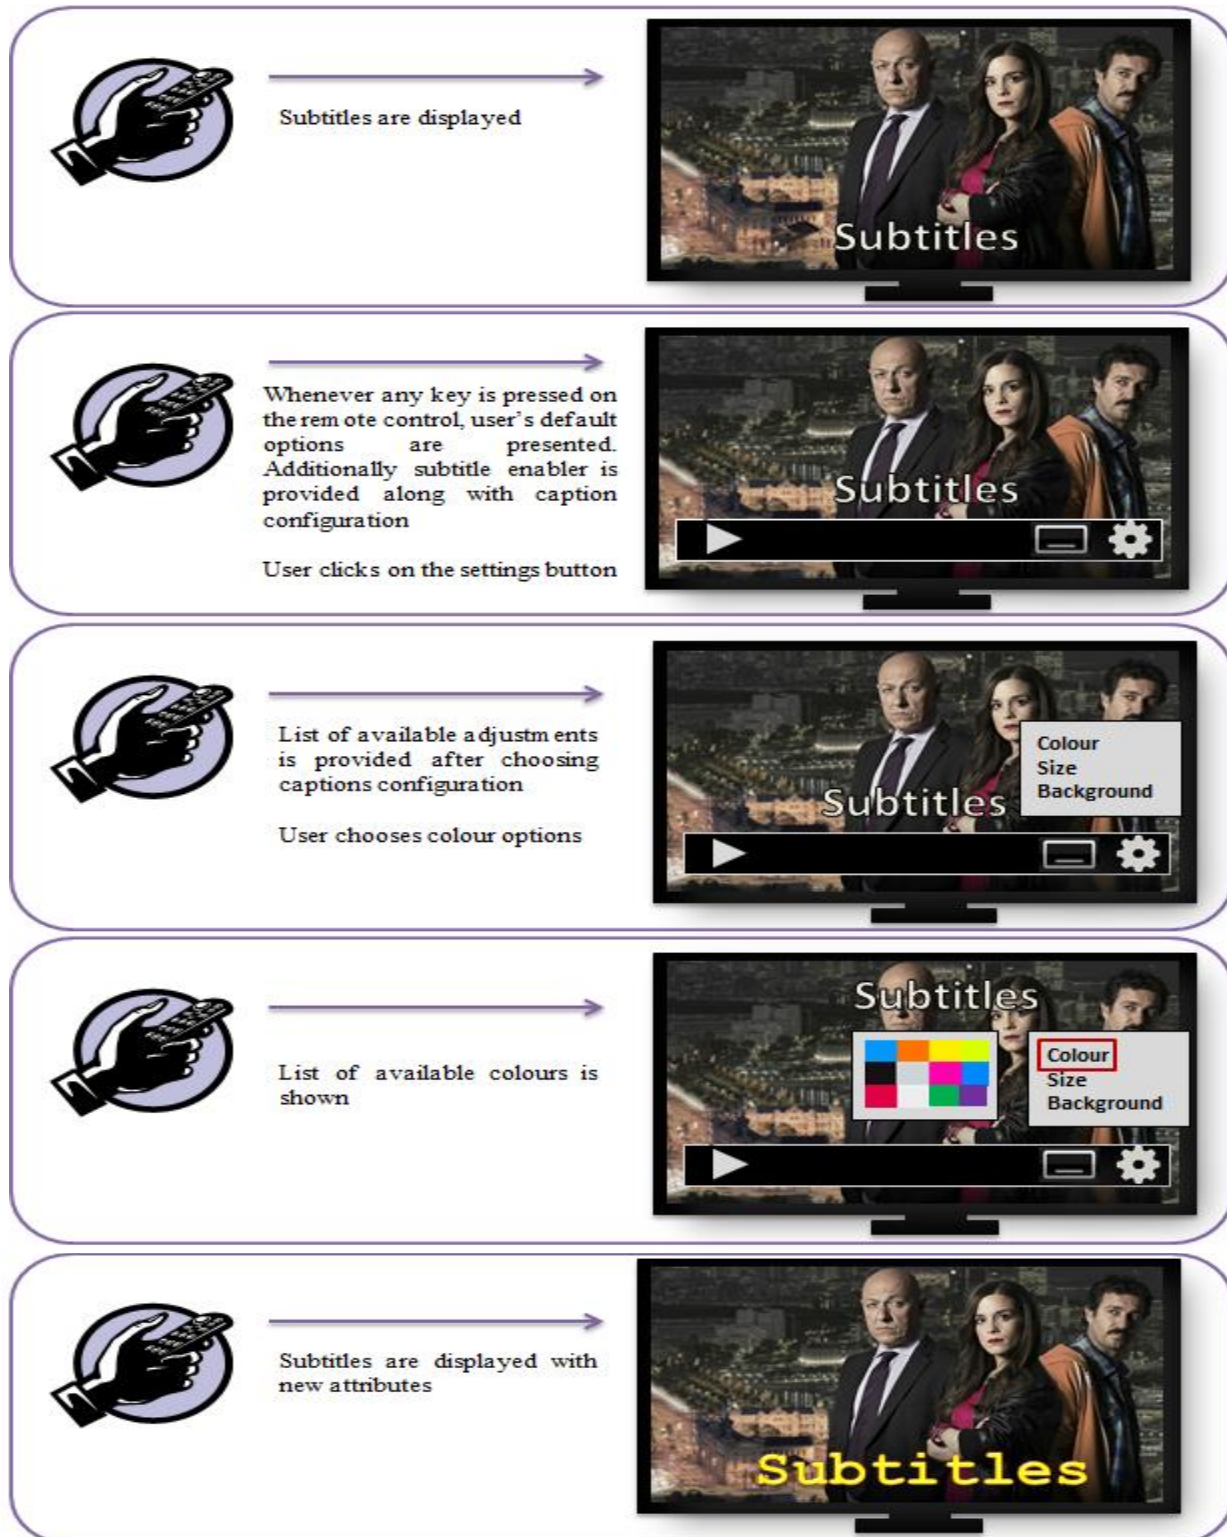 Subtitles are displayed
Subtitles
Whenever any key is pressed on
the remote control, user's default
options are presented.
Additionally subtitle enabler is
provided along with caption
configuration
User clicks on the settings button
Subtitles
List of available adjustments
is provided after choosing
captions configuration
User chooses colour options
Colour
Size
Background
Subtitles
List of available colours is
shown
Subtitles
Colour
Size
Background
Subtitles are displayed with
new attributes
Subtitles